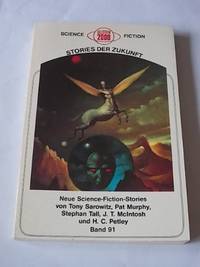 SCIENCE FICTION
2000
STORIES DER ZUKUNFT
Neue Science-Fiction-Stories
von Tony Sarowitz, Pat Murphy,
Stephan Tall, J. T. McIntosh
und H. C. Petley
Band 91